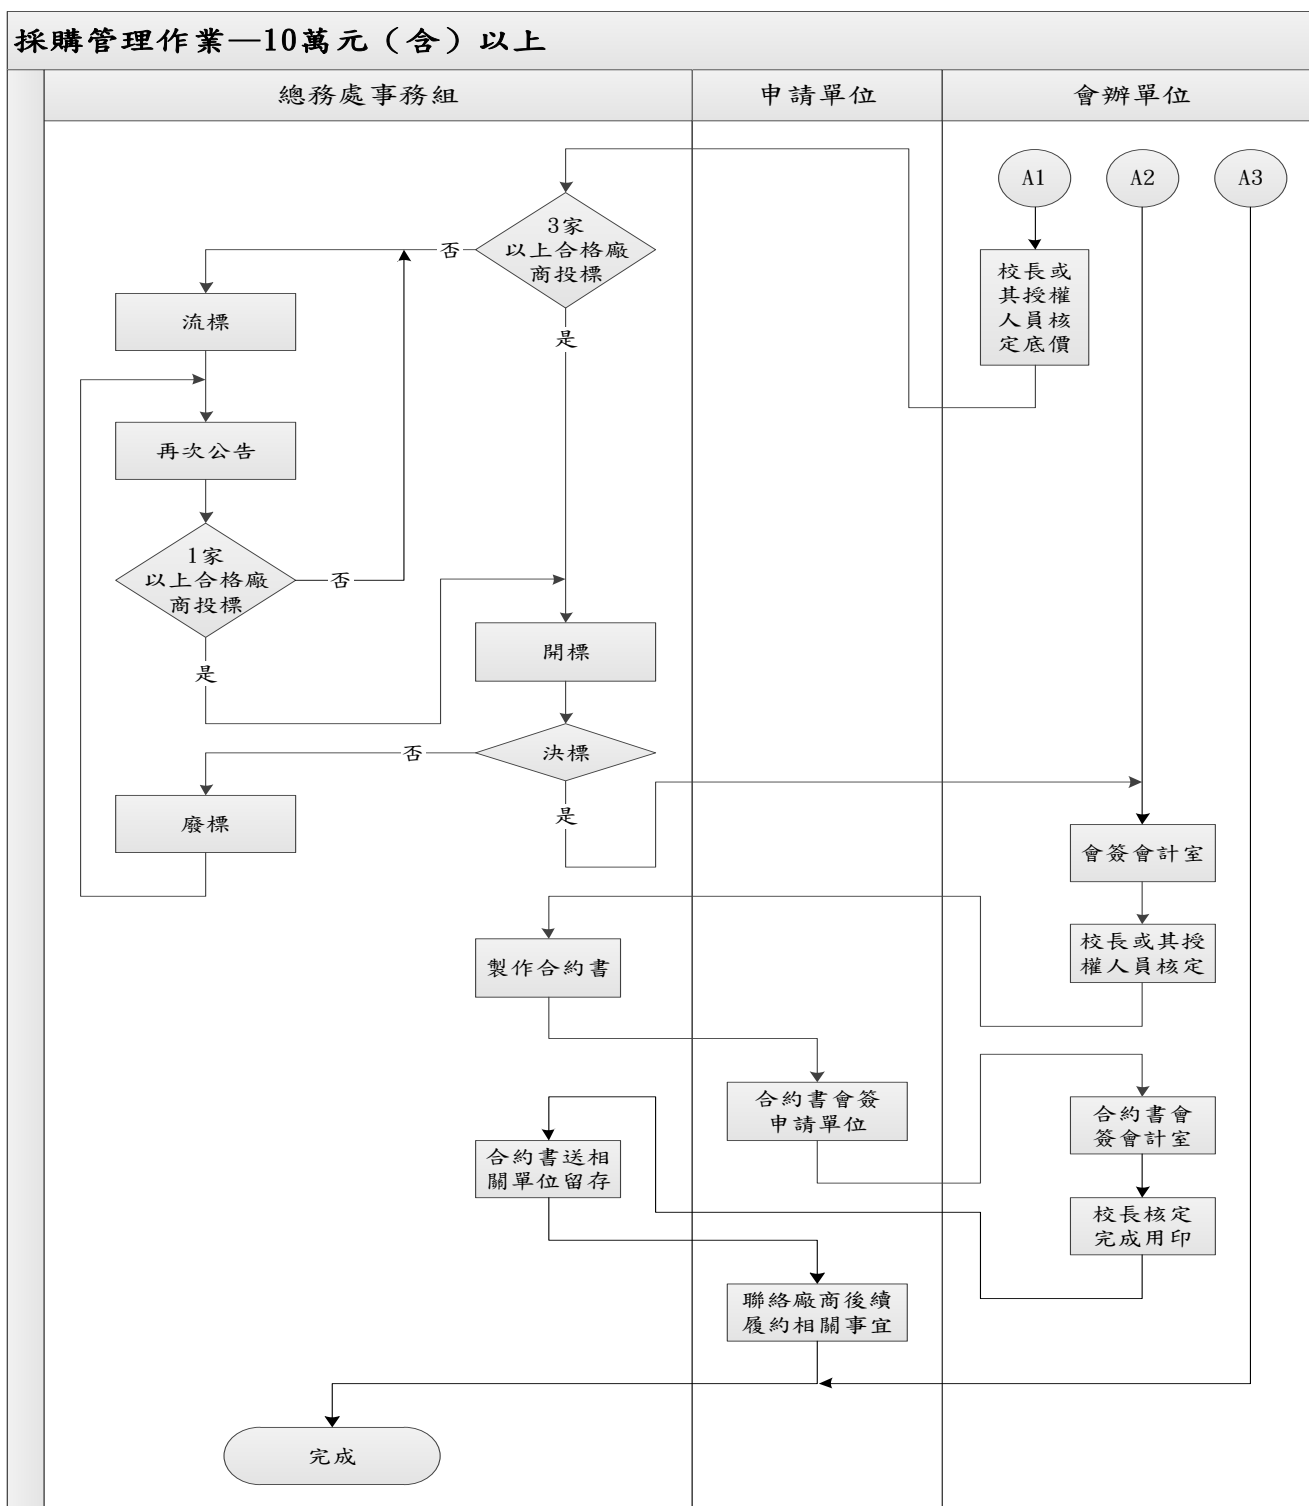 採購管理作業—10萬元（含）以上
總務處事務組
申請單位
會辦單位
A1
A2
A3
3家
以上合格廠
商投標
否
是
校長或
其授權
人員核
定底價
流標
再次公告
1家
以上合格廠
商投標
否
是
開標
決標
否
是
廢標
會簽會計室
校長或其授
權人員核定
製作合約書
合約書會簽
申請單位
合約書會
簽會計室
合約書送相
關單位留存
校長核定
完成用印
聯絡廠商後續
履約相關事宜
完成